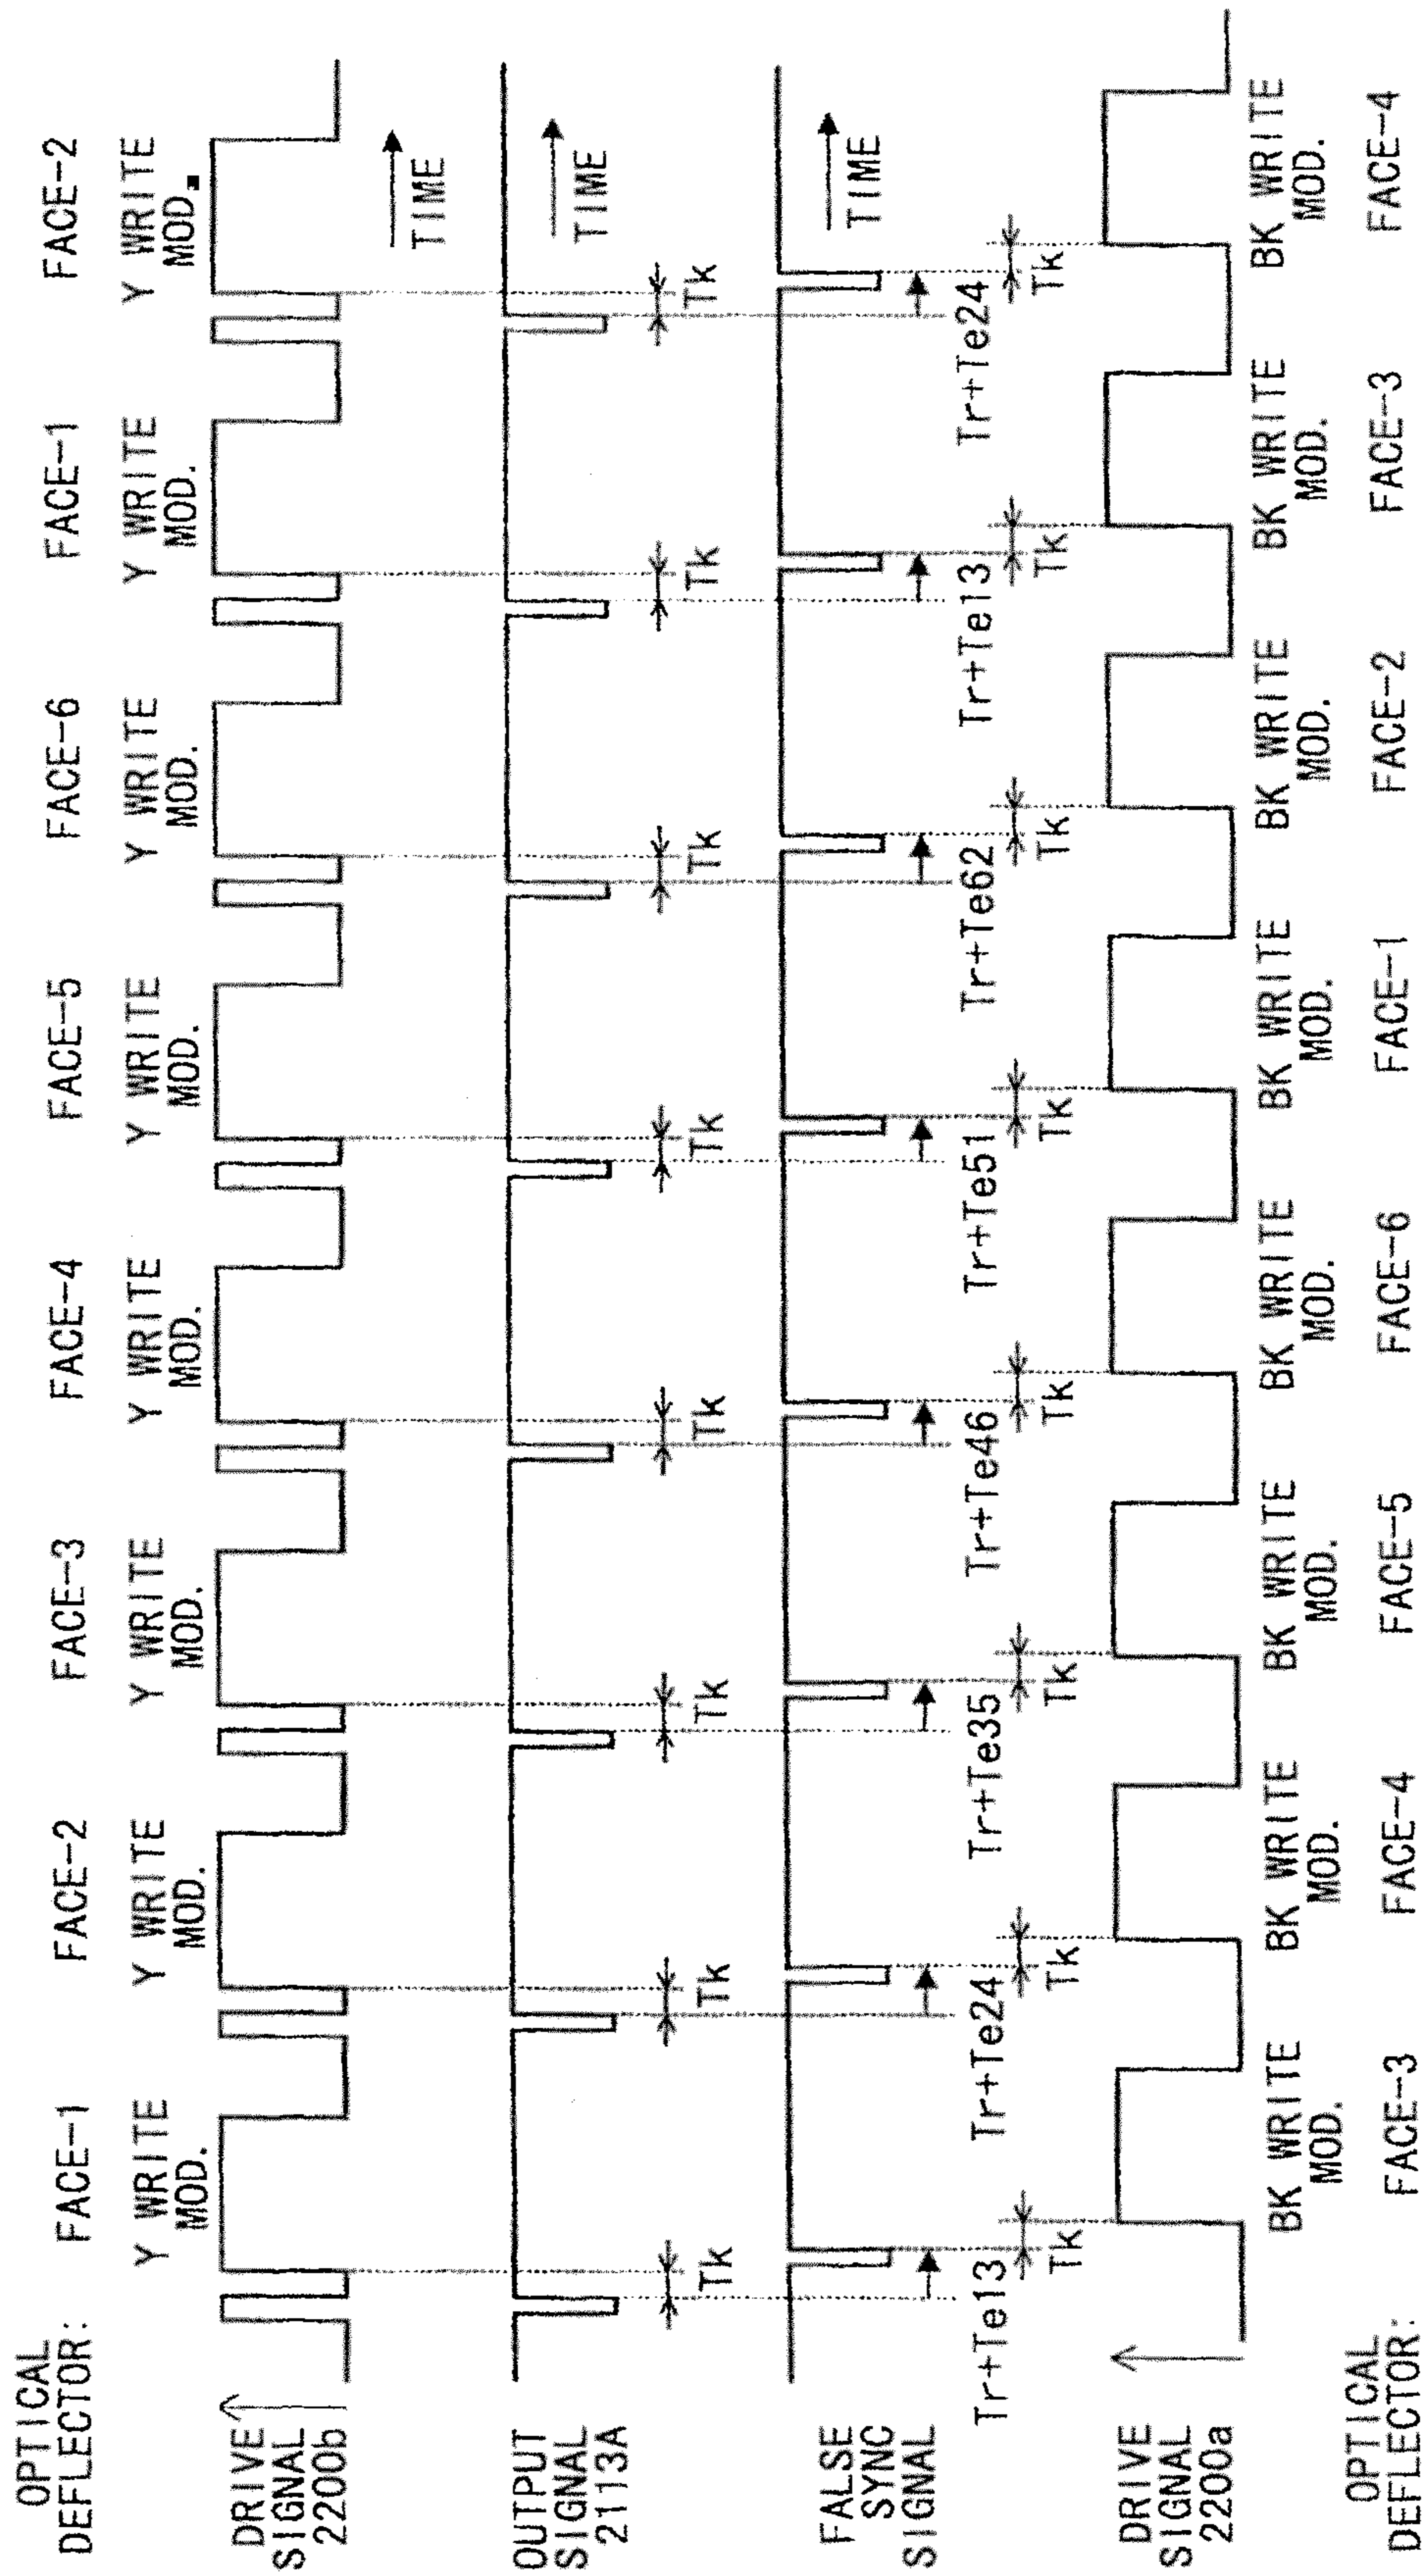 OPTICAL
DEFLECTOR:
FACE-1
FACE-2
FACE-3
FACE-4
FACE-5
FACE-6
FACE-1
FACE-2
Y WRITE
MOD.
Y WRITE
MOD.
Y WRITE
MOD.
Y WRITE
MOD.
Y WRITE
MOD.
Y WRITE
MOD.
Y WRITE
MOD.
Y WRITE
MOD.
DRIVE
SIGNAL
2200b
TIME
OUTPUT
SIGNAL
2113A
TIME
Tk
Tk
Tk
Tk
Tk
Tk
Tk
Tk
FALSE
SYNC
SIGNAL
TIME
Tr+Te13
Tr+Te24
Tr+Te35
Tr+Te46
Tr+Te51
Tr+Te62
Tr+Te13
Tr+Te24
Tk
Tk
Tk
Tk
Tk
Tk
Tk
Tk
DRIVE
SIGNAL
2200a
BK WRITE
MOD.
BK WRITE
MOD.
BK WRITE
MOD.
BK WRITE
MOD.
BK WRITE
MOD.
BK WRITE
MOD.
BK WRITE
MOD.
BK WRITE
MOD.
OPTICAL
DEFLECTOR:
FACE-3
FACE-4
FACE-5
FACE-6
FACE-1
FACE-2
FACE-3
FACE-4